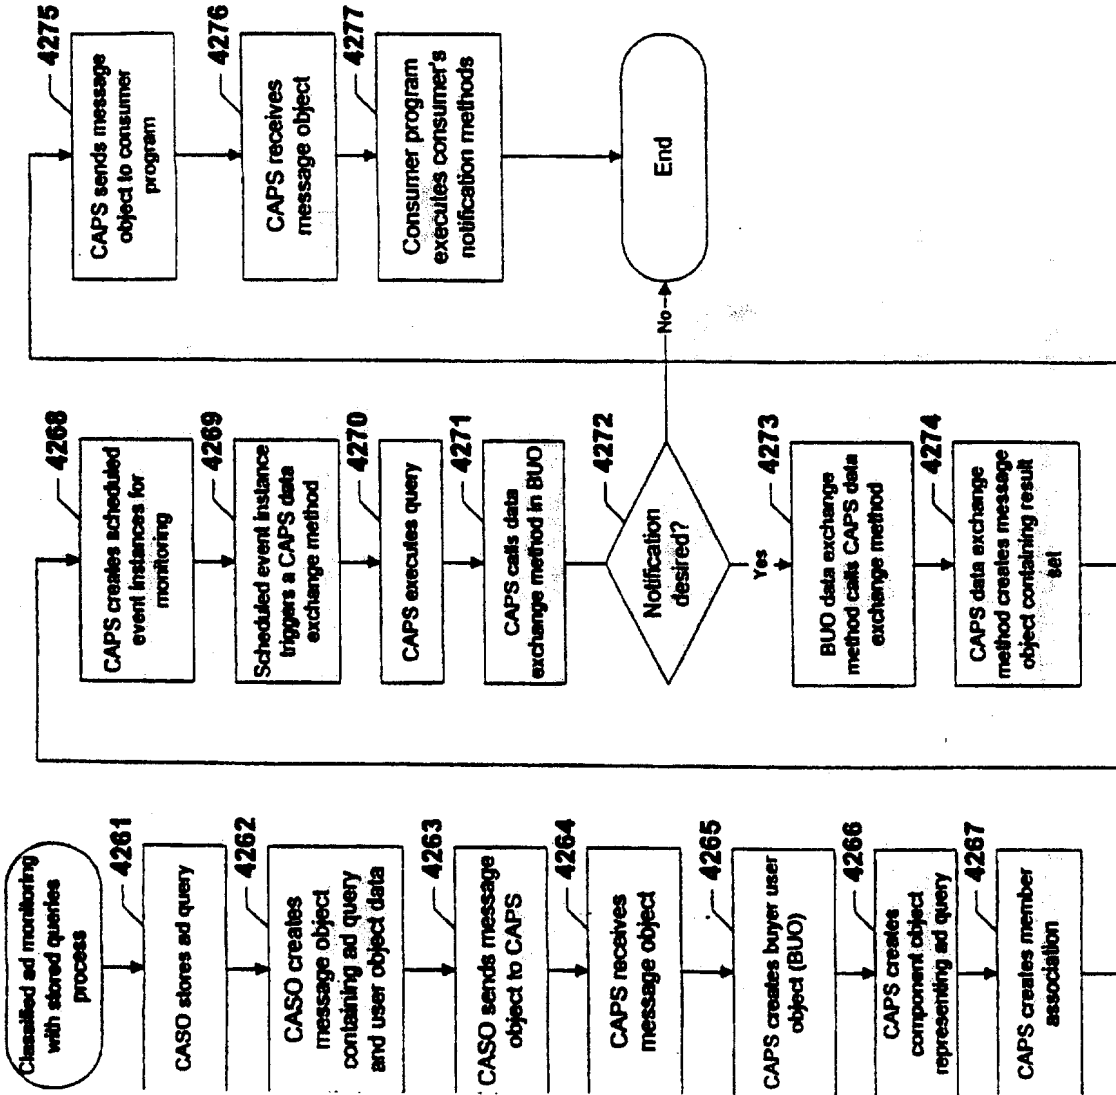 Classified ad monitoring
with stored queries
process
4261
CASO stores ad query
4262
CASO creates
message object
containing ad query
and user object data
4263
CASO sends message
object to CAPS
4264
CAPS receives
message object
4265
CAPS creates buyer user
object (BUO)
4266
CAPS creates
component object
representing ad query
4267
CAPS creates member
association
4268
CAPS creates scheduled
event instances for
monitoring
4269
Scheduled event instance
triggers a CAPS data
exchange method
4270
CAPS executes query
4271
CAPS calls data
exchange method in BUO
4272
Notification
desired?
No
Yes
4273
BUO data exchange
method calls CAPS data
exchange method
4274
CAPS data exchange
method creates message
object containing result
set
4275
CAPS sends message
object to consumer
program
4276
CAPS receives
message object
4277
Consumer program
executes consumer's
notification methods
End